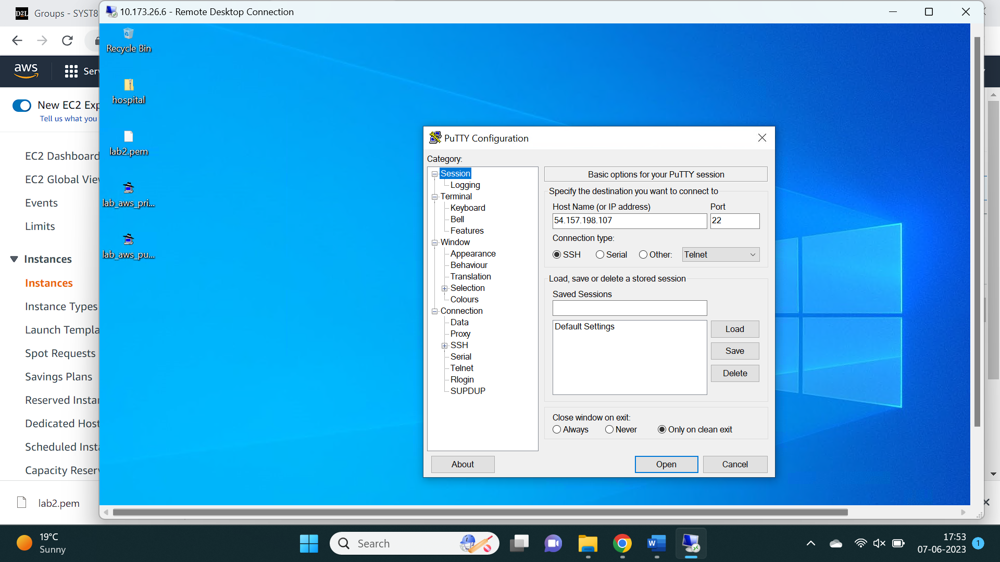 D2L Groups - SYST8
10.173.26.6 - Remote Desktop Connection
aws
Serv
New EC2 Exp
Tell us what you
EC2 Dashboard
EC2 Global Vie
Events
Limits
Instances
Instances
Instance Types
Launch Templa
Spot Requests
Savings Plans
Reserved Instan
Dedicated Host
Scheduled Insta
Capacity Reserv
lab2.pem
Recycle Bin
hospital
lab2.pem
lab_aws_pri...
lab_aws_pu...
PuTTY Configuration
Category:
Session
Logging
Terminal
Keyboard
Bell
Features
Window
Appearance
Behaviour
Translation
Selection
Colours
Connection
Data
Proxy
SSH
Serial
Telnet
Rlogin
SUPDUP
Basic options for your PuTTY session
Specify the destination you want to connect to
Host Name (or IP address) Port
54.157.198.107 22
Connection type:
SSH Serial Other: Telnet
Load, save or delete a stored session
Saved Sessions
Default Settings
Load
Save
Delete
Close window on exit:
Always Never Only on clean exit
About Open Cancel
19°C
Sunny
Search
W
17:53
07-06-2023
1